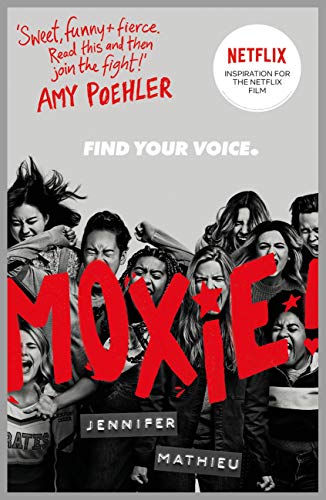 'Sweet, funny + fierce.
Read this and then
join the fight!'
AMY POEHLER
NETFLIX
INSPIRATION FOR
THE NETFLIX
FILM
FIND YOUR VOICE.
MOXiE!
JENNIFER
MATHIEU